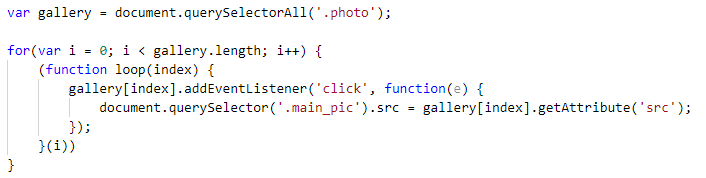 var gallery = document.querySelectorAll('.photo');

for(var i = 0; i < gallery.length; i++) {
    (function loop(index) {
        gallery[index].addEventListener('click', function(e) {
            document.querySelector('.main_pic').src = gallery[index].getAttribute('src');
        });
    }(i))
}